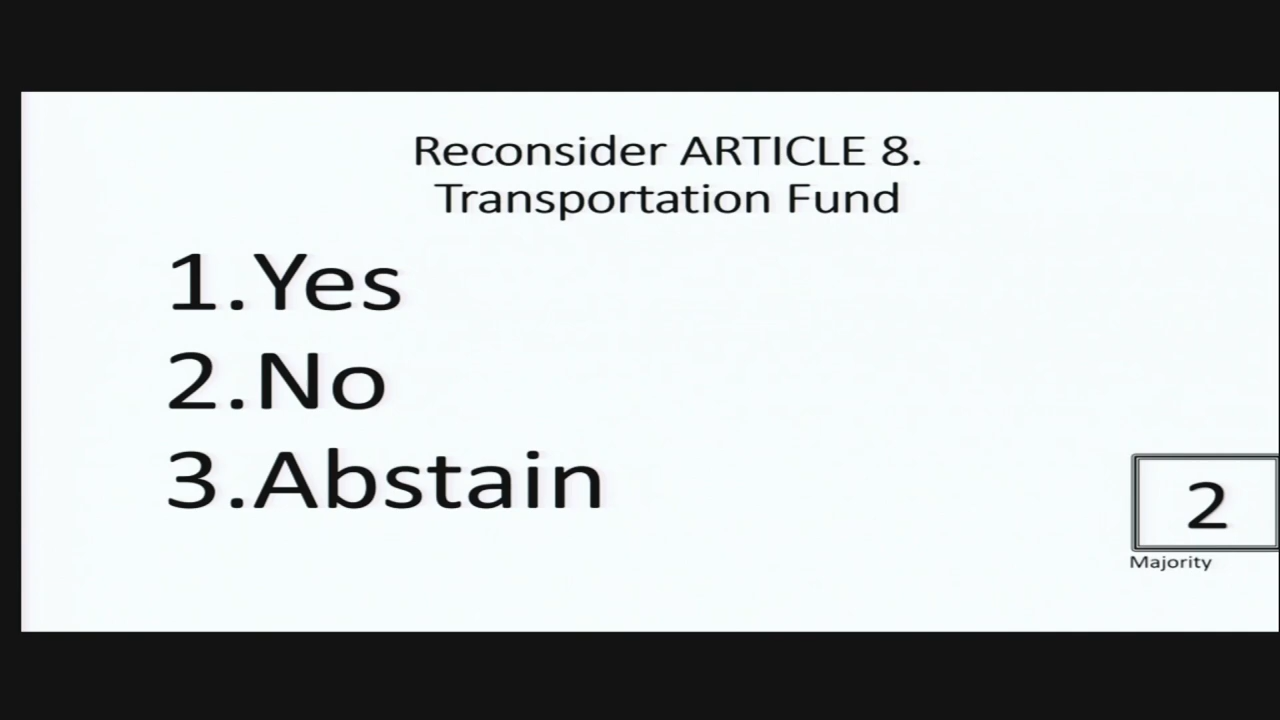 Reconsider ARTICLE 8.
Transportation Fund
1.Yes
2.No
3.Abstain
2
Majority